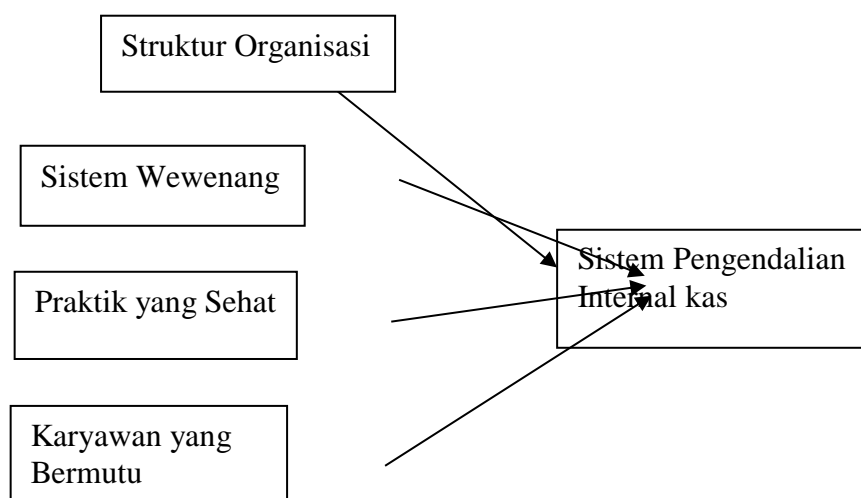 Struktur Organisasi
Sistem Wewenang
Praktik yang Sehat
Karyawan yang
Bermutu
Sistem Pengendalian
Internal kas